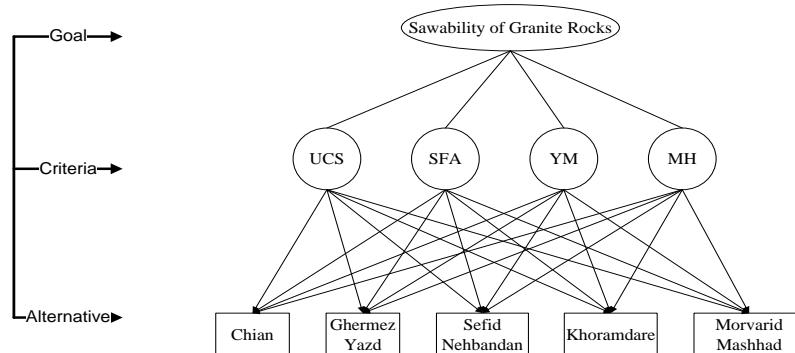 Goal
Sawability of Granite Rocks
Criteria
UCS
SFA
YM
MH
Alternative
Chian
Ghermez
Yazd
Sefid
Nehbandan
Khoramdare
Morvarid
Mashhad